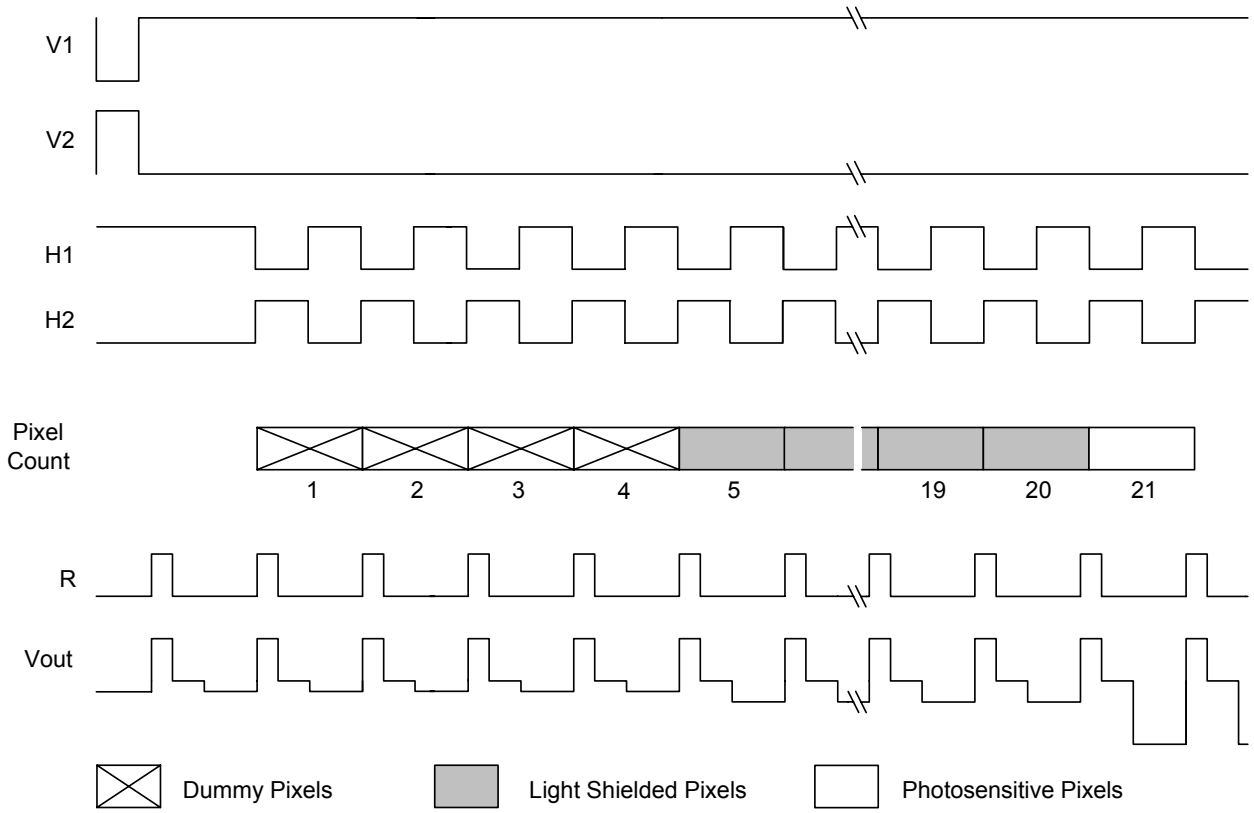 V1
V2
H1
H2
Pixel
Count
1 2 3 4 5 19 20 21
R
Vout
Dummy Pixels Light Shielded Pixels Photosensitive Pixels